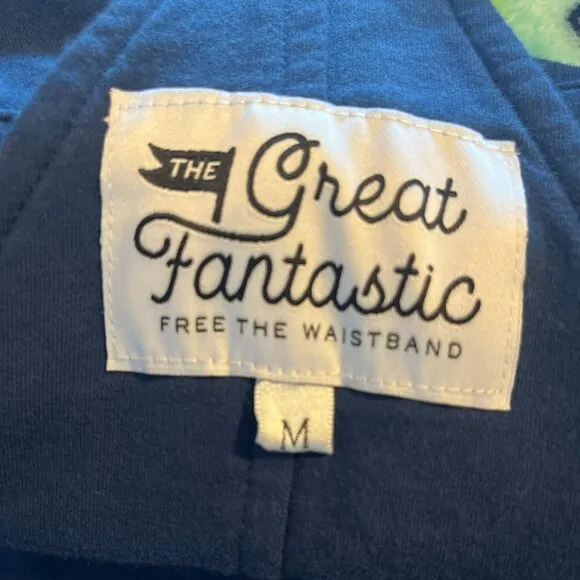 THE Great
Fantastic
FREE THE WAISTBAND
M